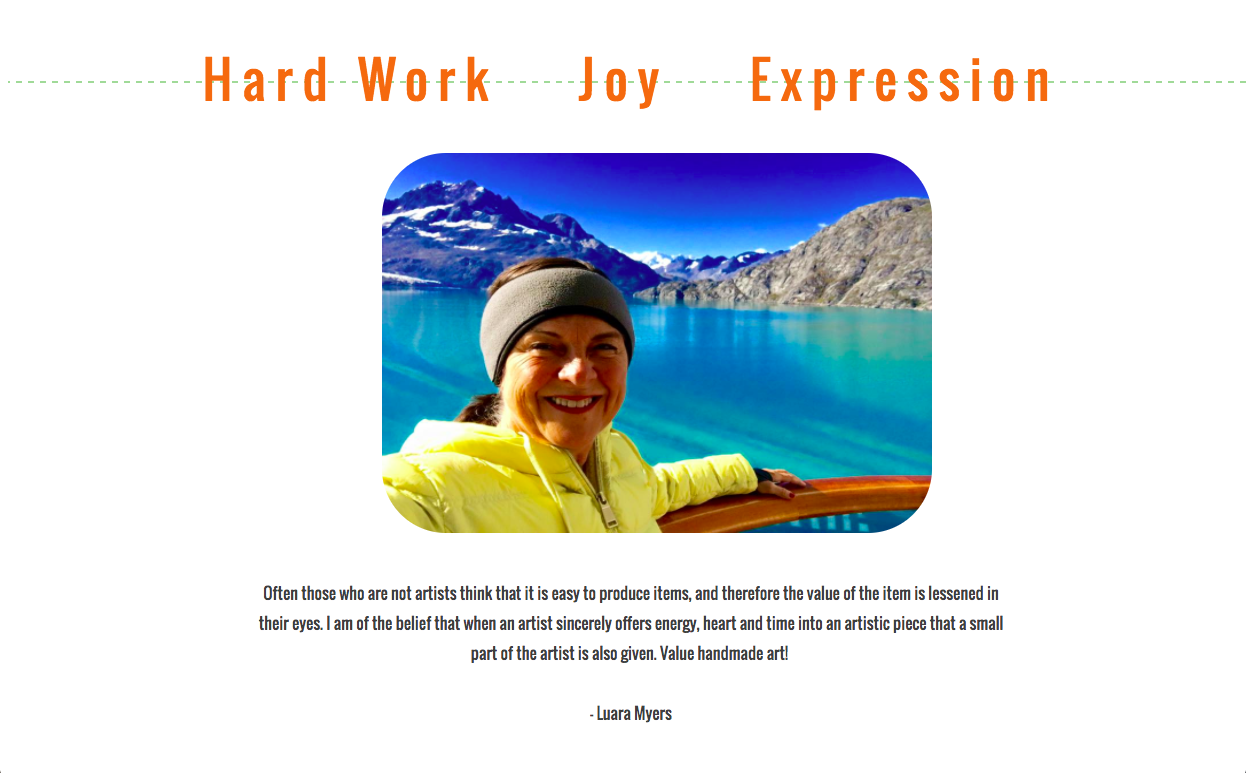 Hard Work Joy Expression
Often those who are not artists think that it is easy to produce items, and therefore the value of the item is lessened in
their eyes. I am of the belief that when an artist sincerely offers energy, heart and time into an artistic piece that a small
part of the artist is also given. Value handmade art!
- Luara Myers